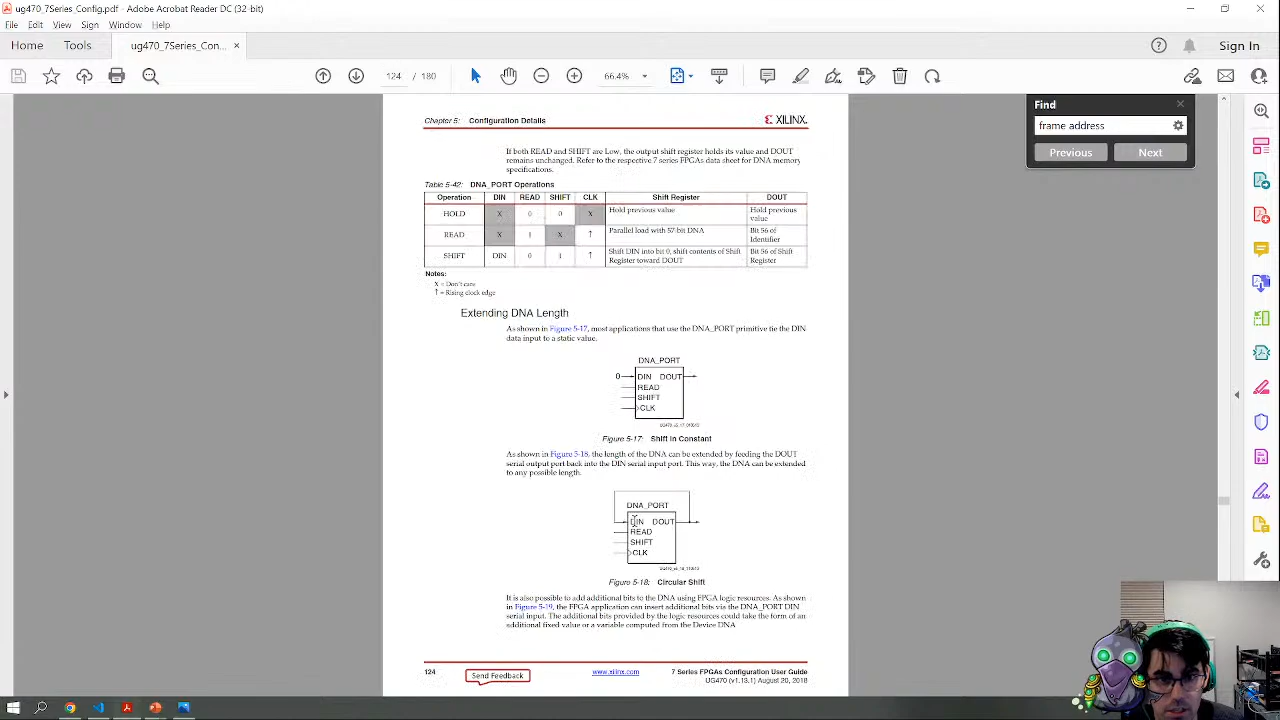 ug470_7Series_Config.pdf - Adobe Acrobat Reader DC (32-bit)
File Edit View Sign Window Help
Home Tools ug470_7Series_Con... × Sign In
124 / 180 66.4%
Find
frame address
Previous Next
Chapter 5: Configuration Details XILINX.
If both READ and SHIFT are Low, the output shift register holds its value and DOUT
remains unchanged. Refer to the respective 7 series FPGAs data sheet for DNA memory
specifications.
Table 5-42: DNA_PORT Operations
Operation DIN READ SHIFT CLK Shift Register DOUT
HOLD X 0 0 X Hold previous value Hold previous value
READ X 1 X ↑ Parallel load with 57-bit DNA Bit 56 of Identifier
SHIFT DIN 0 1 ↑ Shift DIN into bit 0, shift contents of Shift Register toward DOUT Bit 56 of Shift Register
Notes:
X = Don't care
↑ = Rising clock edge
Extending DNA Length
As shown in Figure 5-17, most applications that use the DNA_PORT primitive tie the DIN
data input to a static value.
DNA_PORT
0 DIN DOUT
READ
SHIFT
CLK
Figure 5-17: Shift in Constant
As shown in Figure 5-18, the length of the DNA can be extended by feeding the DOUT
serial output port back into the DIN serial input port. This way, the DNA can be extended
to any possible length.
DNA_PORT
DIN DOUT
READ
SHIFT
CLK
Figure 5-18: Circular Shift
It is also possible to add additional bits to the DNA using FPGA logic resources. As shown
in Figure 5-19, the FPGA application can insert additional bits via the DNA_PORT DIN
serial input. The additional bits provided by the logic resources could take the form of an
additional fixed value or a variable computed from the Device DNA
124 Send Feedback www.xilinx.com 7 Series FPGAs Configuration User Guide
UG470 (v1.13.1) August 20, 2018